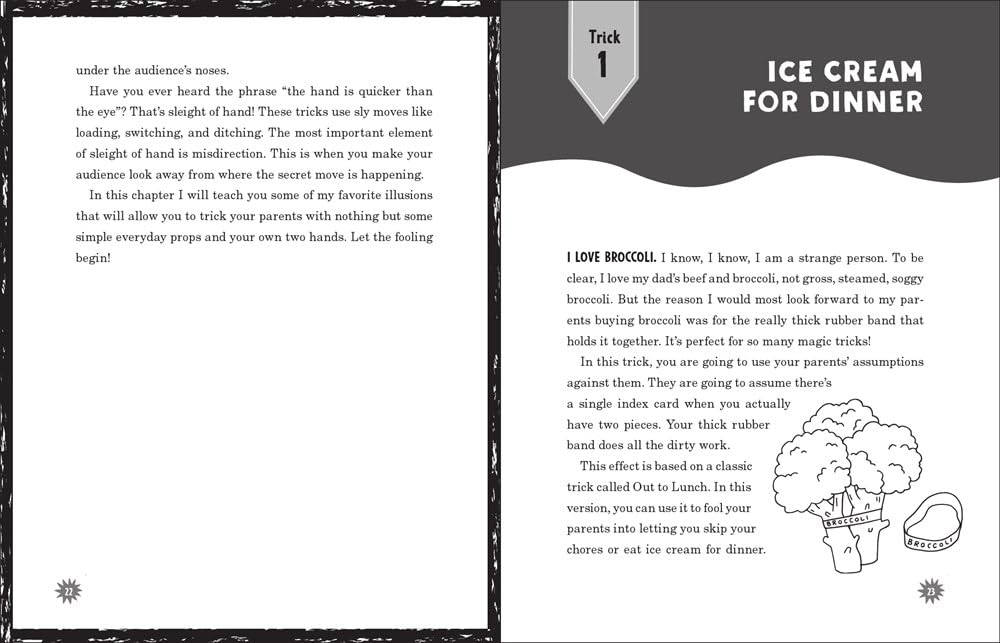 under the audience’s noses.
Have you ever heard the phrase “the hand is quicker than
the eye”? That’s sleight of hand! These tricks use sly moves like
loading, switching, and ditching. The most important element
of sleight of hand is misdirection. This is when you make your
audience look away from where the secret move is happening.
In this chapter I will teach you some of my favorite illusions
that will allow you to trick your parents with nothing but some
simple everyday props and your own two hands. Let the fooling
begin!
22
Trick
1
ICE CREAM
FOR DINNER
I LOVE BROCCOLI. I know, I know, I am a strange person. To be
clear, I love my dad’s beef and broccoli, not gross, steamed, soggy
broccoli. But the reason I would most look forward to my par-
ents buying broccoli was for the really thick rubber band that
holds it together. It’s perfect for so many magic tricks!
In this trick, you are going to use your parents’ assumptions
against them. They are going to assume there’s
a single index card when you actually
have two pieces. Your thick rubber
band does all the dirty work.
This effect is based on a classic
trick called Out to Lunch. In this
version, you can use it to fool your
parents into letting you skip your
chores or eat ice cream for dinner.
BROCCOLI
BROCCOLI
23